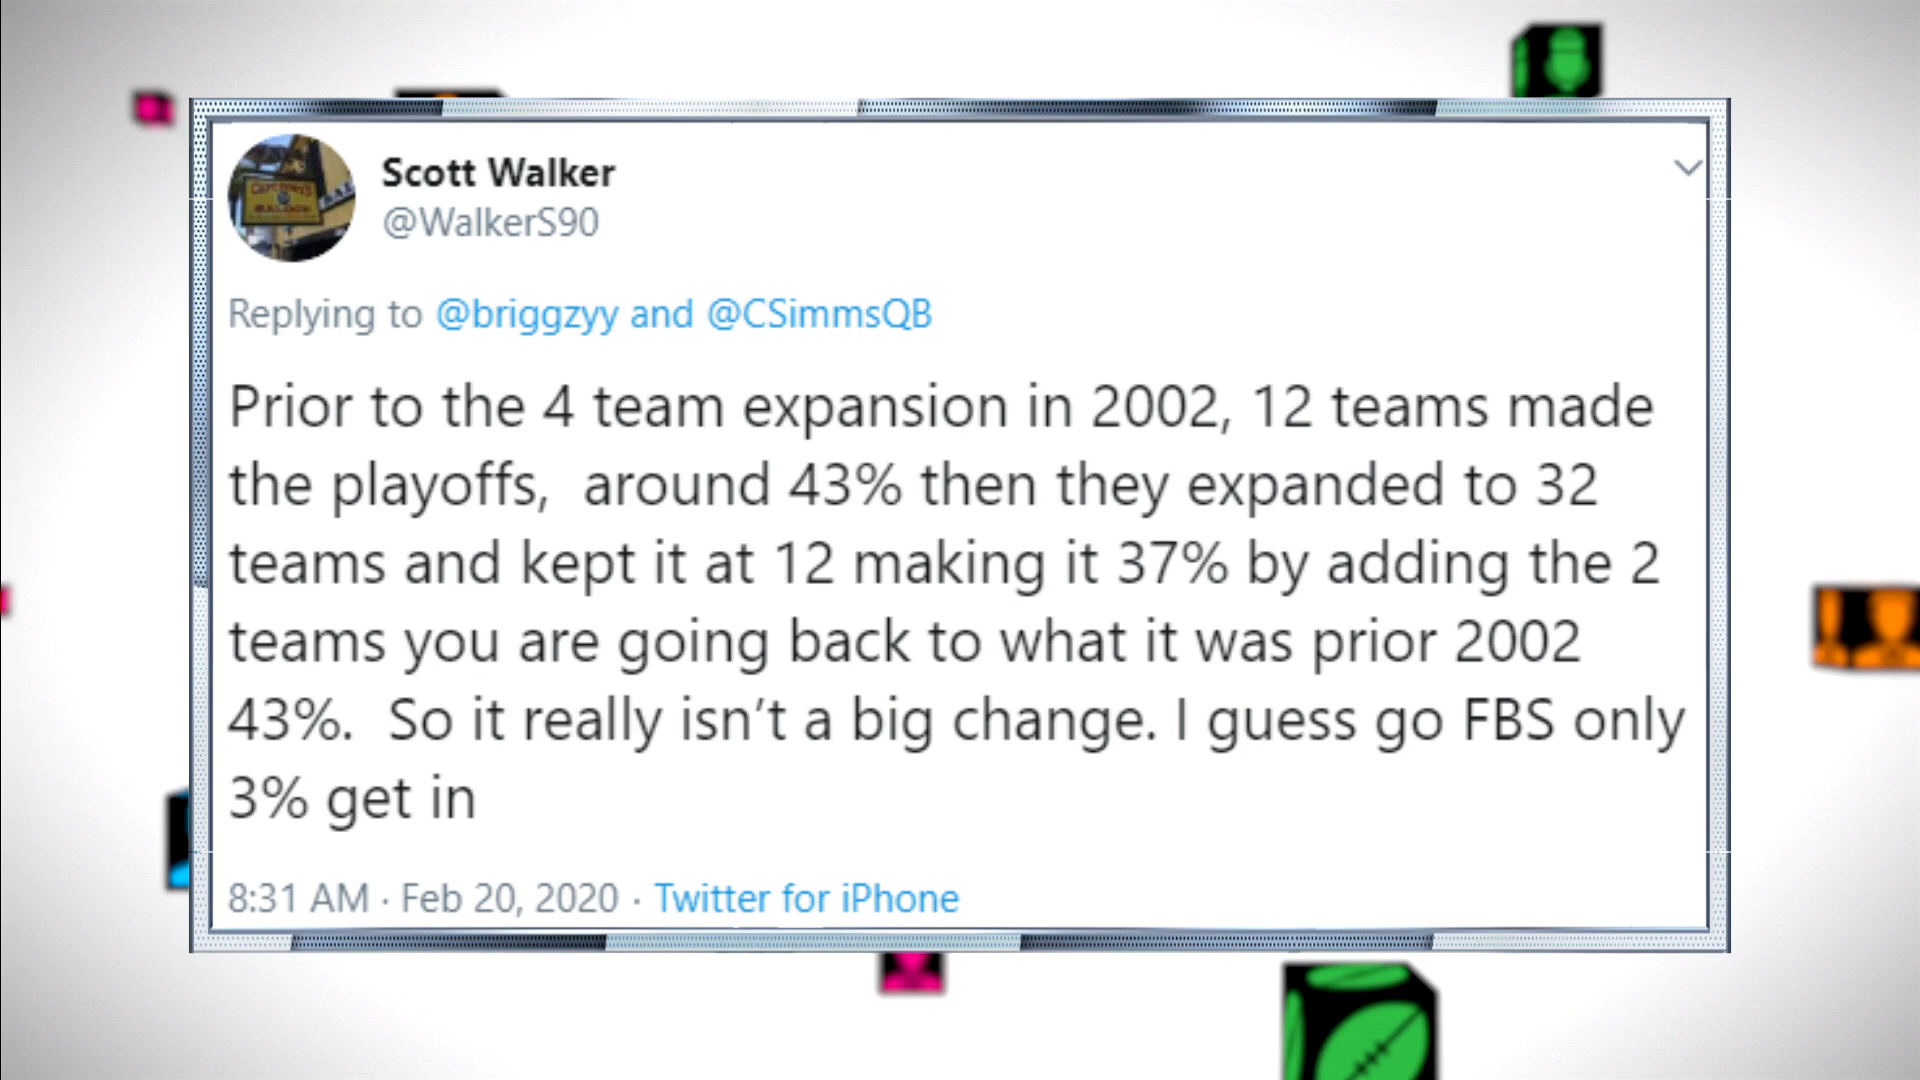 Scott Walker
@WalkerS90
Replying to @briggzyy and @CSimmsQB
Prior to the 4 team expansion in 2002, 12 teams made
the playoffs,  around 43% then they expanded to 32
teams and kept it at 12 making it 37% by adding the 2
teams you are going back to what it was prior 2002
43%.  So it really isn’t a big change. I guess go FBS only
3% get in
8:31 AM · Feb 20, 2020 · Twitter for iPhone